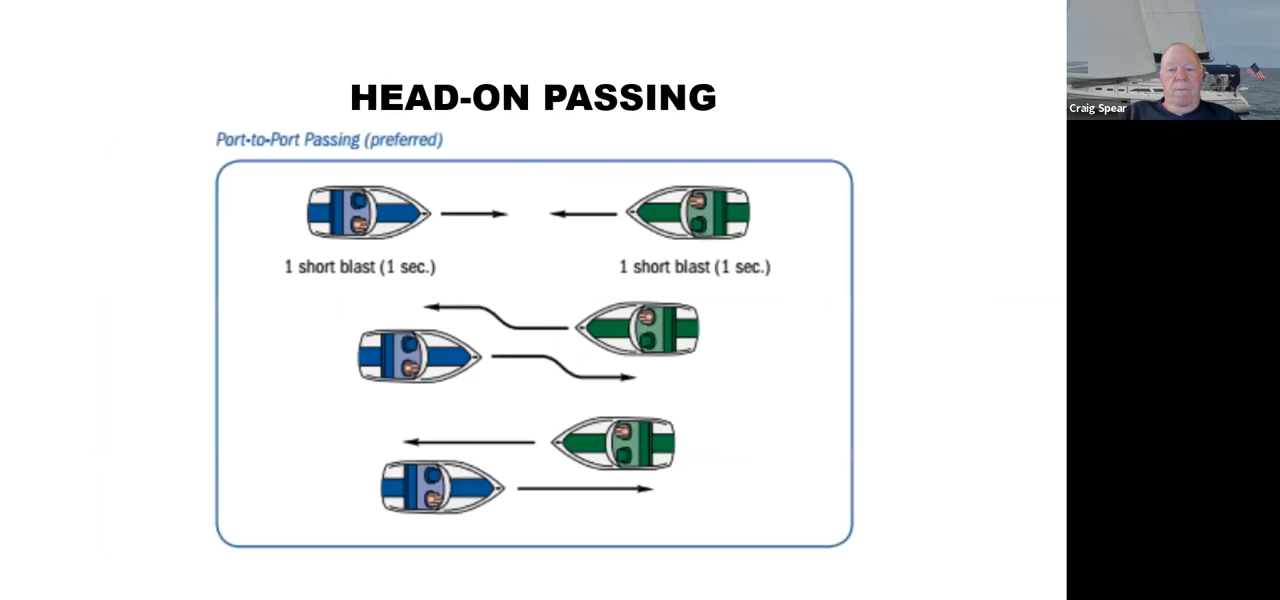 HEAD-ON PASSING
Port-to-Port Passing (preferred)
1 short blast (1 sec.)
1 short blast (1 sec.)
Craig Spear